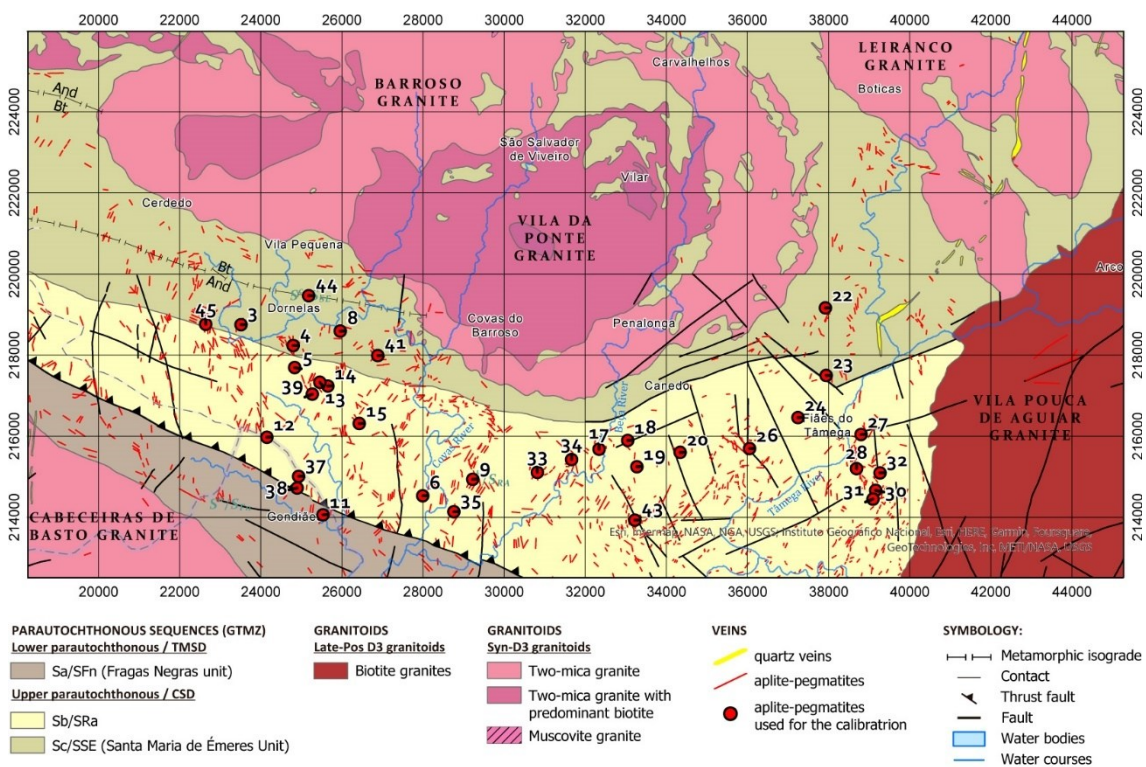 20000 22000 24000 26000 28000 30000 32000 34000 36000 38000 40000 42000 44000
224000
222000
220000
218000
216000
214000
224000
222000
220000
218000
216000
214000
And
Bt
BARROSO
GRANITE
Carvalhelhos
LEIRANCO
GRANITE
Boticas
São Salvador
de Viveiro
Vilar
Cerdedo
VILA DA
PONTE
GRANITE
Vila Pequena
Bt
And
Arco
44
Dornelas
45
3
8
4
41
5
Covas do
Barroso
Penalonga
22
Canedo
23
14
39
13
15
12
Beça River
24
Fiães do
Tâmega
VILA POUCA
DE AGUIAR
GRANITE
34
17
18
19
20
26
27
28
32
33
Covas River
9
6
35
37
38
11
Gondiães
43
31
30
Tâmega River
CABECEIRAS DE
BASTO GRANITE
Esri, Intermap, NASA, NGA, USGS, Instituto Geográfico Nacional, Esri, HERE, Garmin, Foursquare,
GeoTechnologies, Inc, METI/NASA, USGS
PARAUTOCHTHONOUS SEQUENCES (GTMZ)
Lower parautochthonous / TMSD
Sa/SFn (Fragas Negras unit)
Upper parautochthonous / CSD
Sb/SRa
Sc/SSE (Santa Maria de Émeres Unit)
GRANITOIDS
Late-Pos D3 granitoids
Biotite granites
GRANITOIDS
Syn-D3 granitoids
Two-mica granite
Two-mica granite with
predominant biotite
Muscovite granite
VEINS
quartz veins
aplite-pegmatites
aplite-pegmatites
used for the calibratrion
SYMBOLOGY:
Metamorphic isograde
Contact
Thrust fault
Fault
Water bodies
Water courses